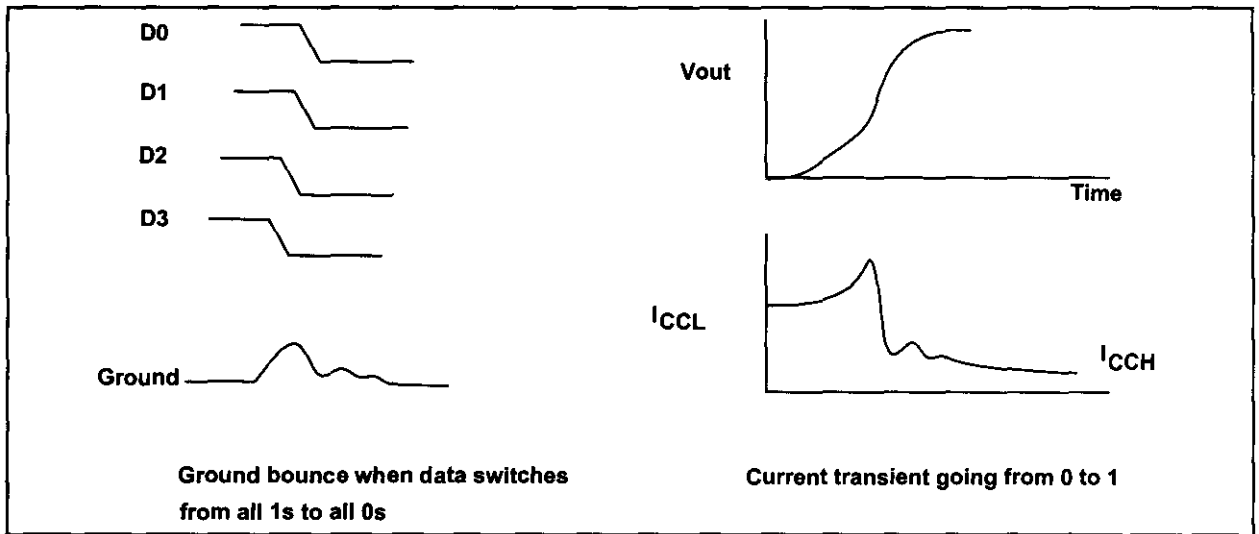 D0
D1
D2
D3
Ground
Ground bounce when data switches
from all 1s to all 0s
Vout
Time
ICCL
ICCH
Current transient going from 0 to 1